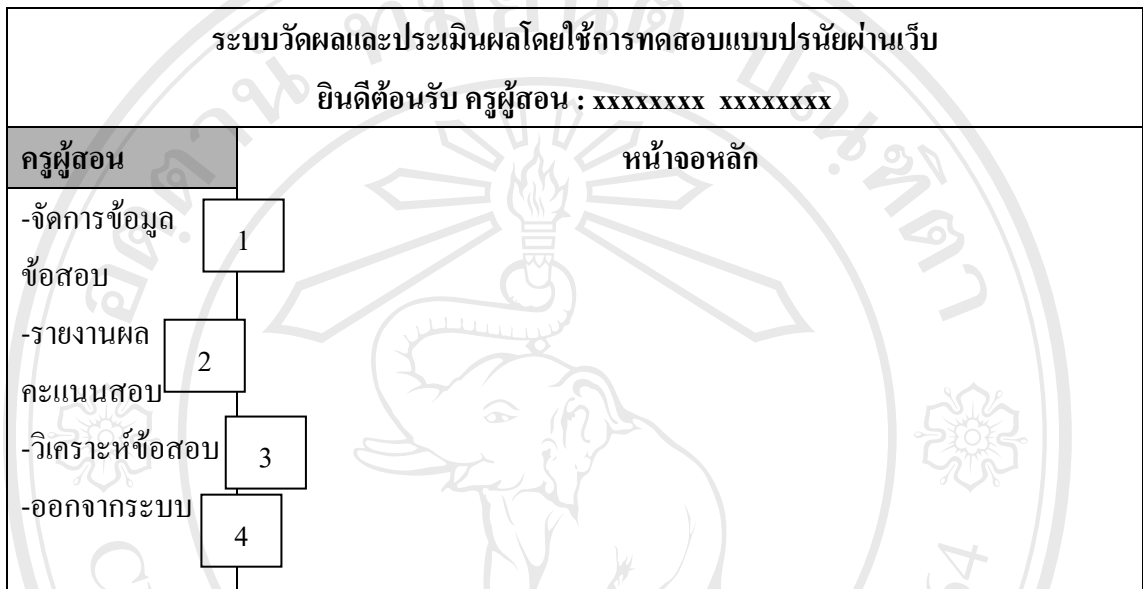 ระบบวัดผลและประเมินผลโดยใช้การทดสอบแบบปรนัยผ่านเว็บ
ยินดีต้อนรับ ครูผู้สอน : xxxxxxxx xxxxxxxx
ครูผู้สอน
หน้าจอหลัก
-จัดการข้อมูล
1
ข้อสอบ
-รายงานผล
2
คะแนนสอบ
-วิเคราะห์ข้อสอบ
3
-ออกจากระบบ
4